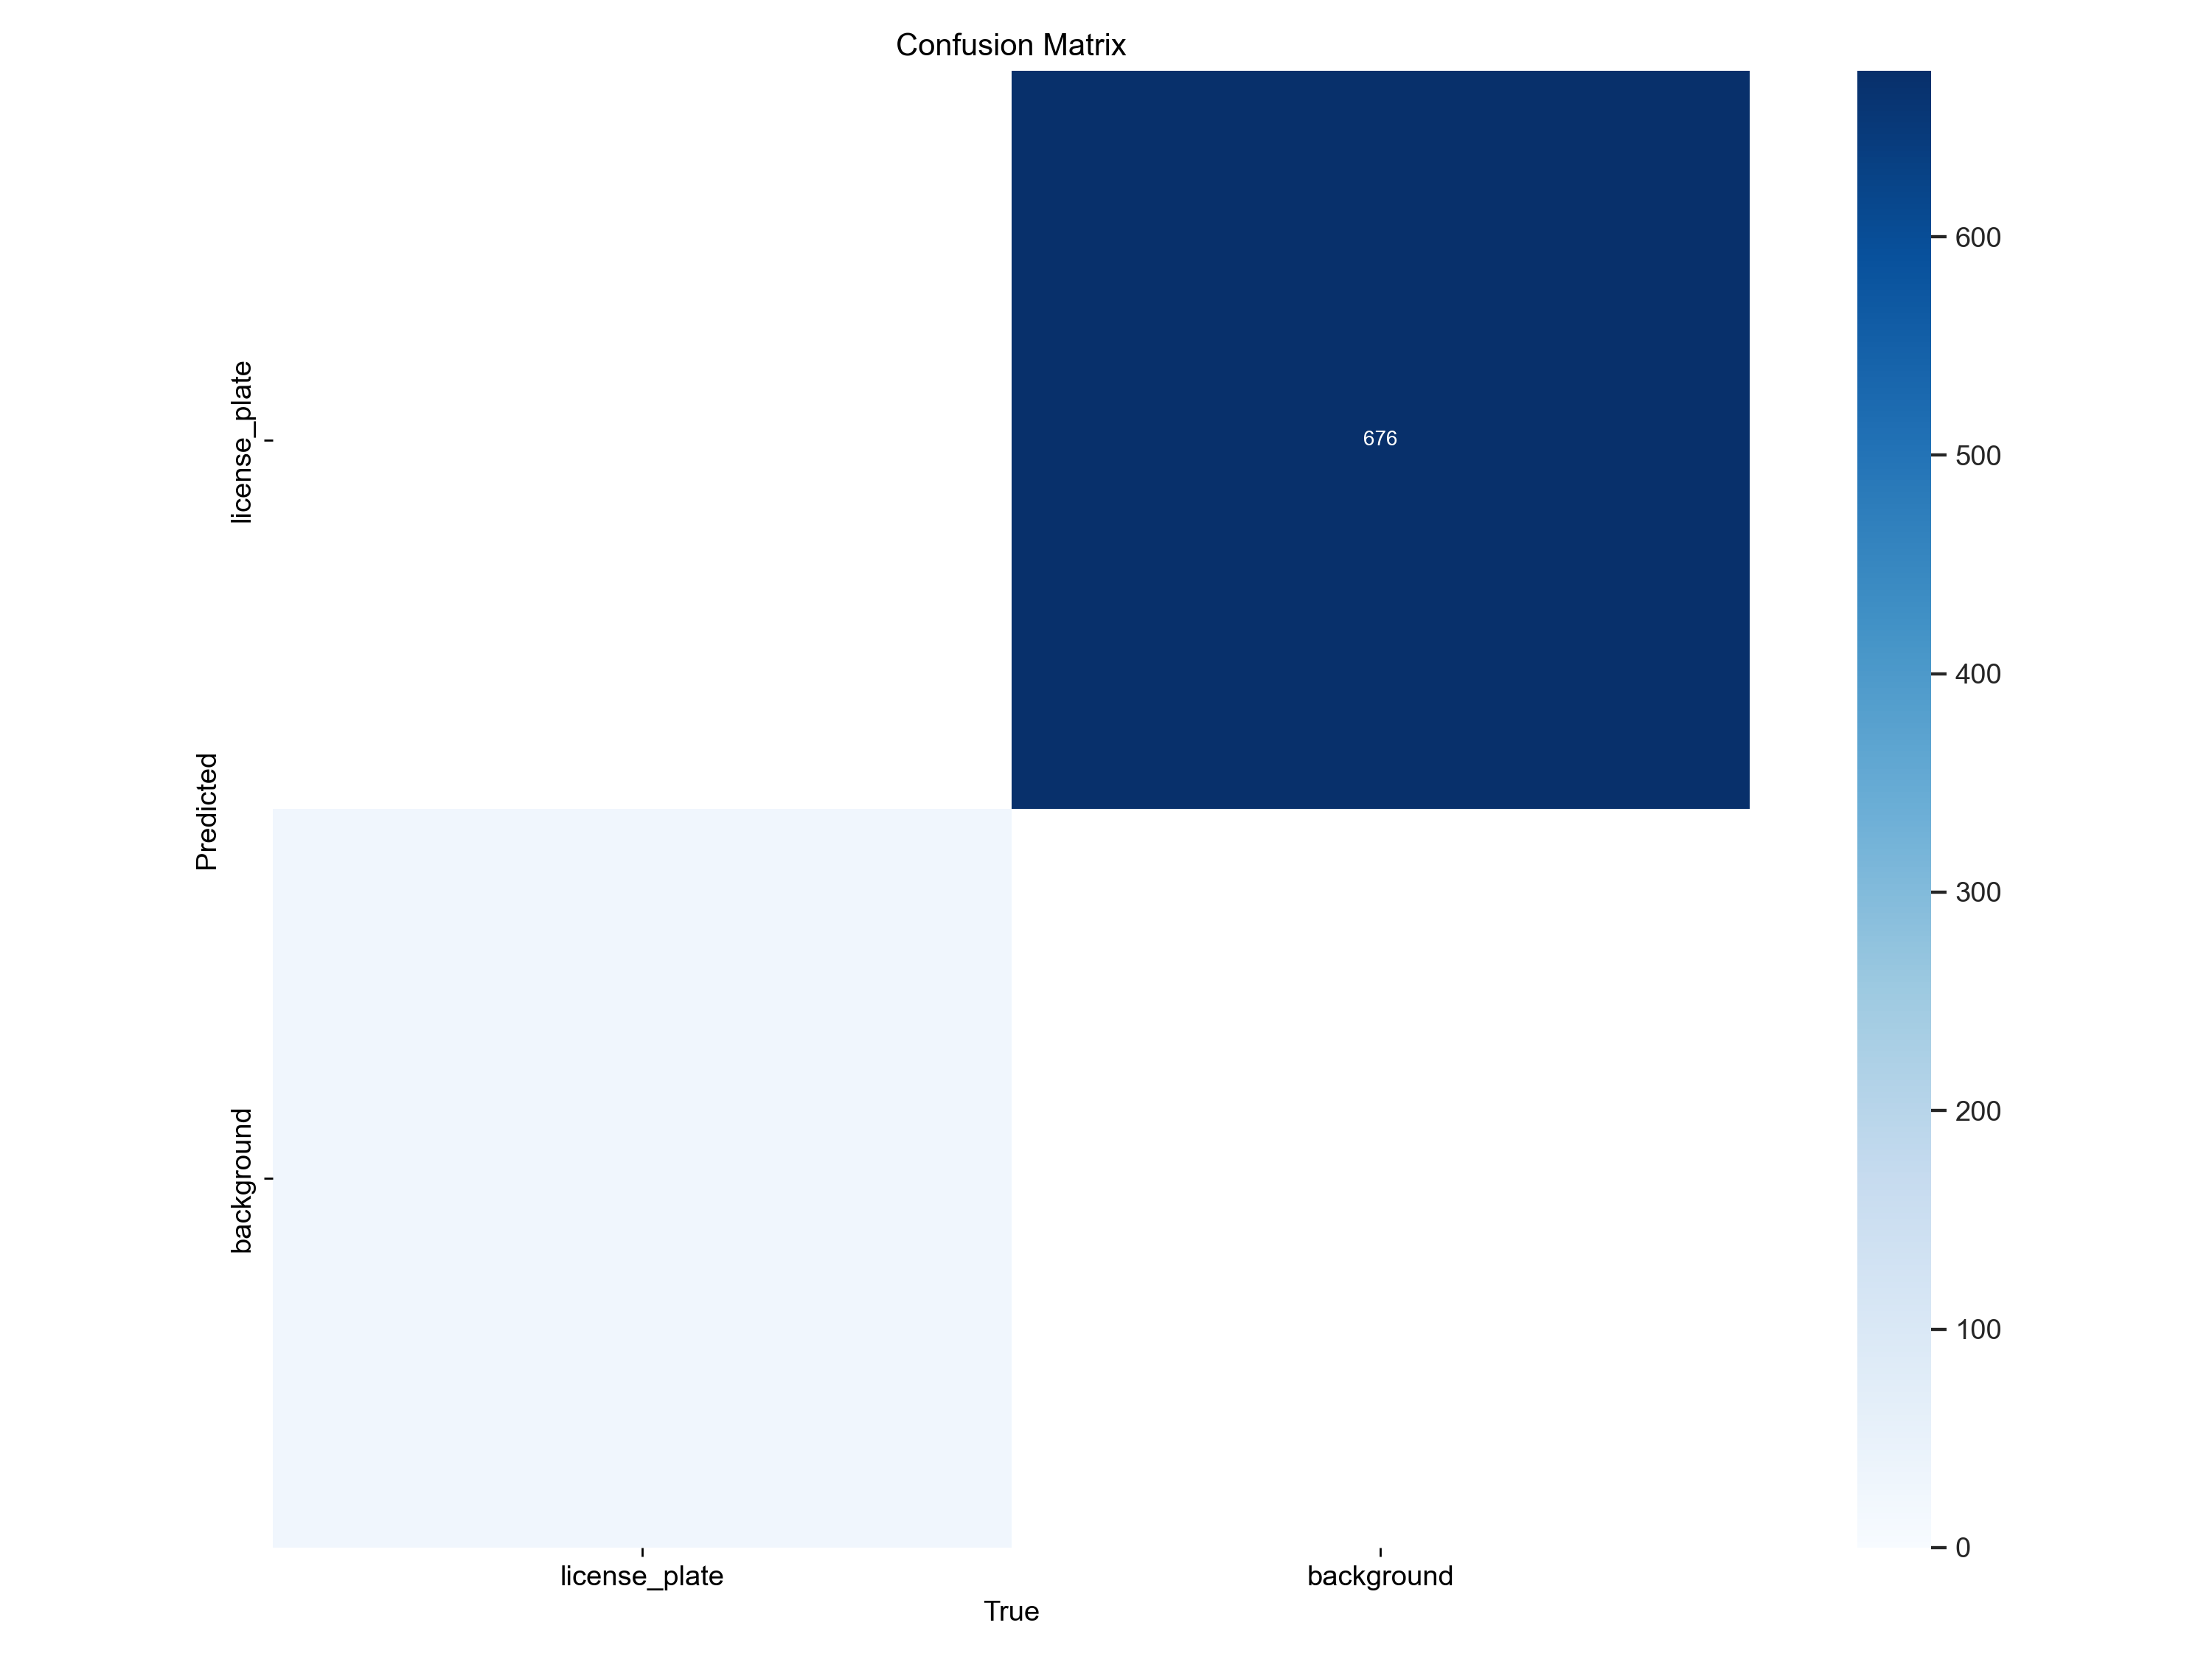 Confusion Matrix
license_plate
background
Predicted
676
license_plate
background
True
600
500
400
300
200
100
0